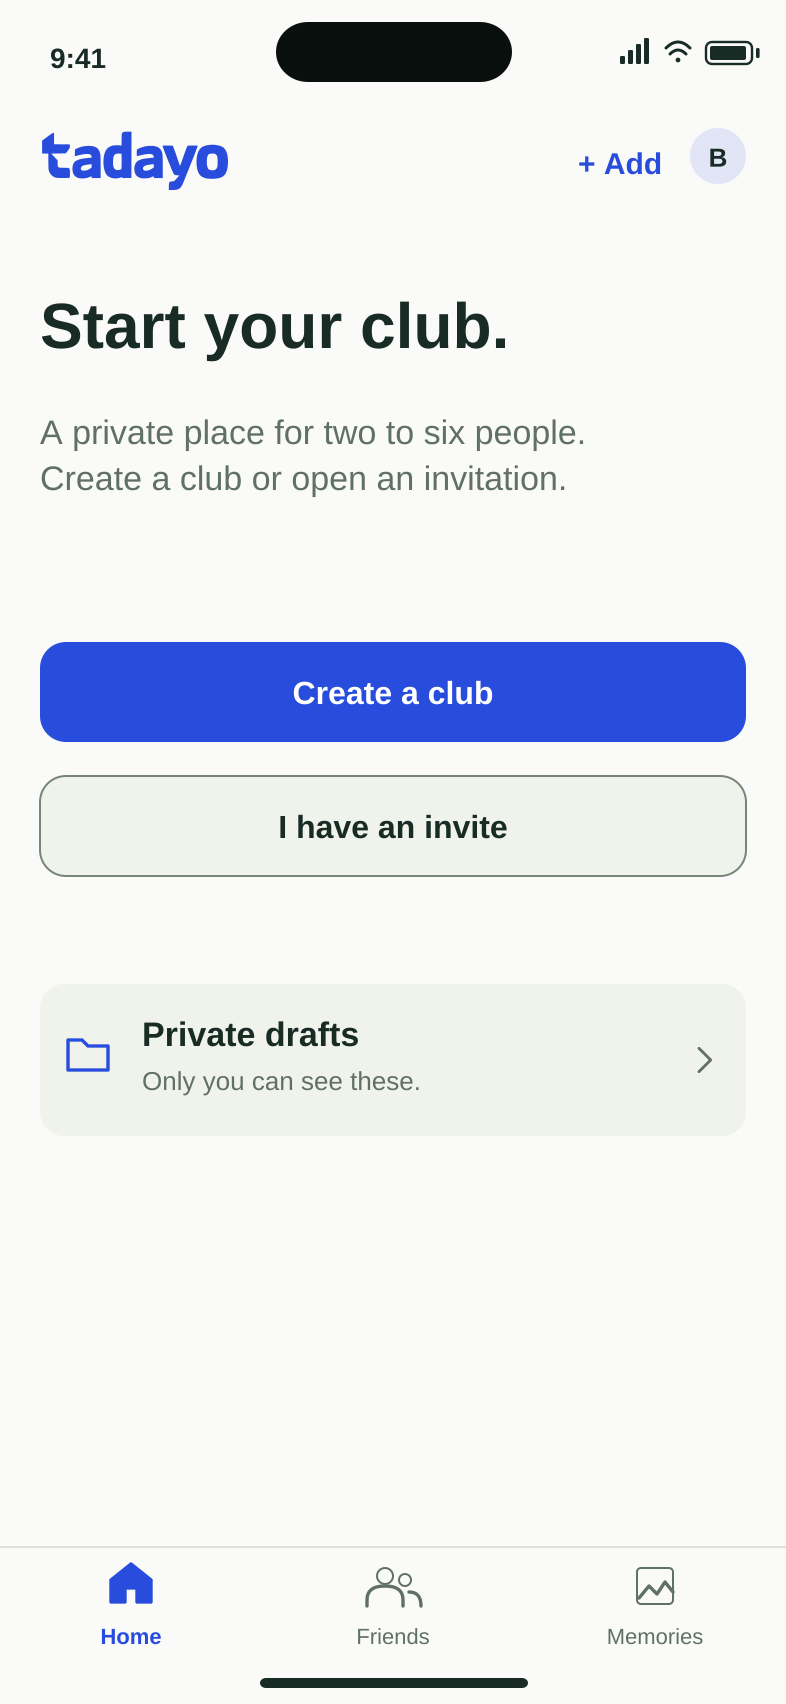 9:41
tadayo
+ Add
B
Start your club.
A private place for two to six people.
Create a club or open an invitation.
Create a club
I have an invite
Private drafts
Only you can see these.
Home
Friends
Memories